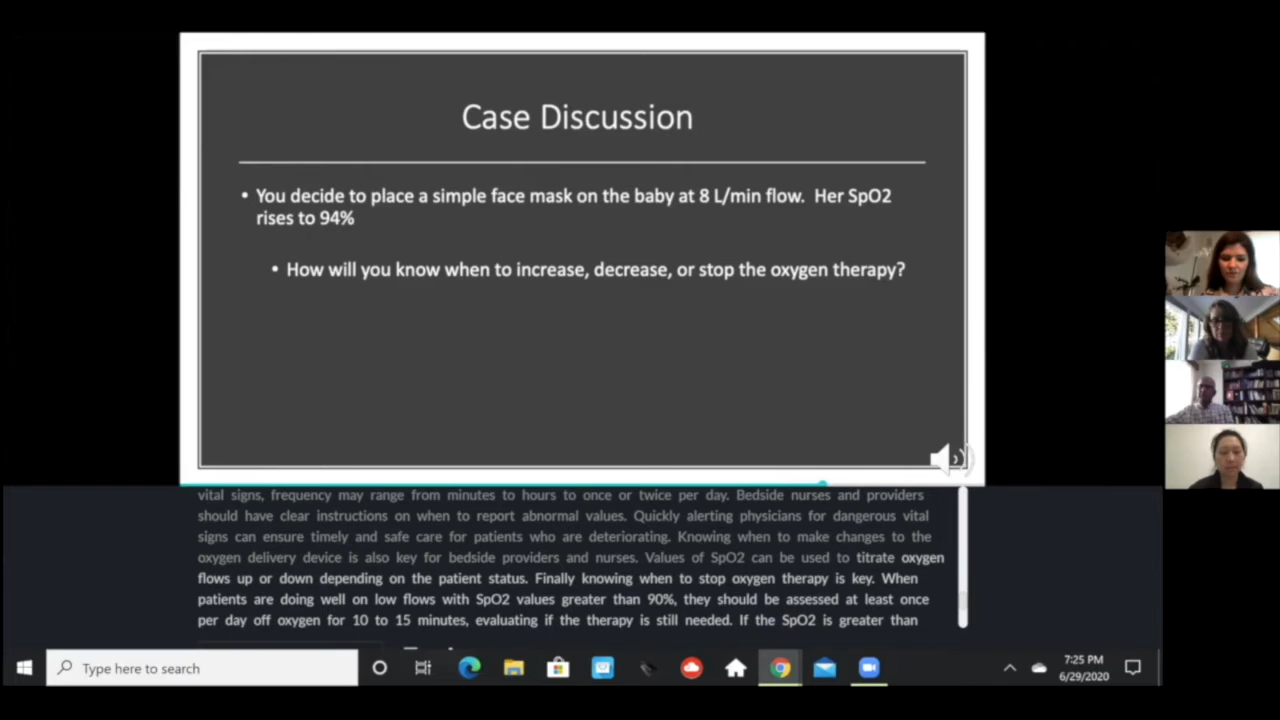 Case Discussion
• You decide to place a simple face mask on the baby at 8 L/min flow.  Her SpO2
rises to 94%
• How will you know when to increase, decrease, or stop the oxygen therapy?
vital signs, frequency may range from minutes to hours to once or twice per day. Bedside nurses and providers
should have clear instructions on when to report abnormal values. Quickly alerting physicians for dangerous vital
signs can ensure timely and safe care for patients who are deteriorating. Knowing when to make changes to the
oxygen delivery device is also key for bedside providers and nurses. Values of SpO2 can be used to titrate oxygen
flows up or down depending on the patient status. Finally knowing when to stop oxygen therapy is key. When
patients are doing well on low flows with SpO2 values greater than 90%, they should be assessed at least once
per day off oxygen for 10 to 15 minutes, evaluating if the therapy is still needed. If the SpO2 is greater than
Type here to search
7:25 PM
6/29/2020